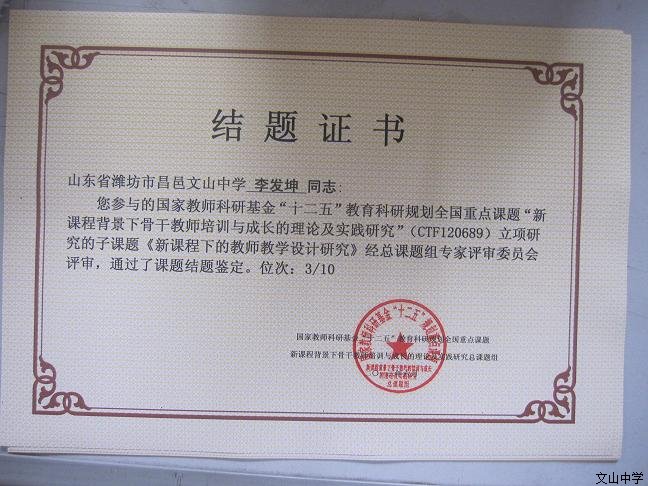 结题证书
山东省潍坊市昌邑文山中学 李发坤 同志:
您参与的国家教师科研基金“十二五”教育科研规划全国重点课题“新
课程背景下骨干教师培训与成长的理论及实践研究”(CTF120689)立项研
究的子课题《新课程下的教师教学设计研究》经总课题组专家评审委员会
评审，通过了课题结题鉴定。位次：3/10
国家教师科研基金“十二五”教育科研规划全国重点课题
新课程背景下骨干教师培训与成长的理论及实践研究总课题组
总课题组
文山中学